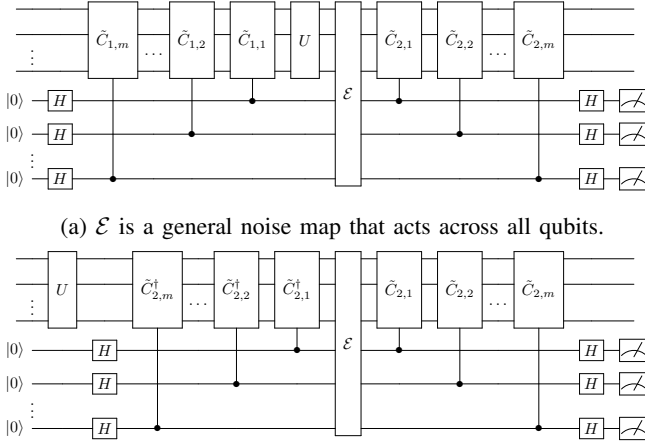 C̃₁,ₘ … C̃₁,₂ C̃₁,₁ U C̃₂,₁ C̃₂,₂ … C̃₂,ₘ
⋮
ℰ
|0⟩ H H
|0⟩ H H
⋮
|0⟩ H H
(a) ℰ is a general noise map that acts across all qubits.
U C̃†₂,ₘ … C̃†₂,₂ C̃†₂,₁ C̃₂,₁ C̃₂,₂ … C̃₂,ₘ
⋮
ℰ
|0⟩ H H
|0⟩ H H
⋮
|0⟩ H H